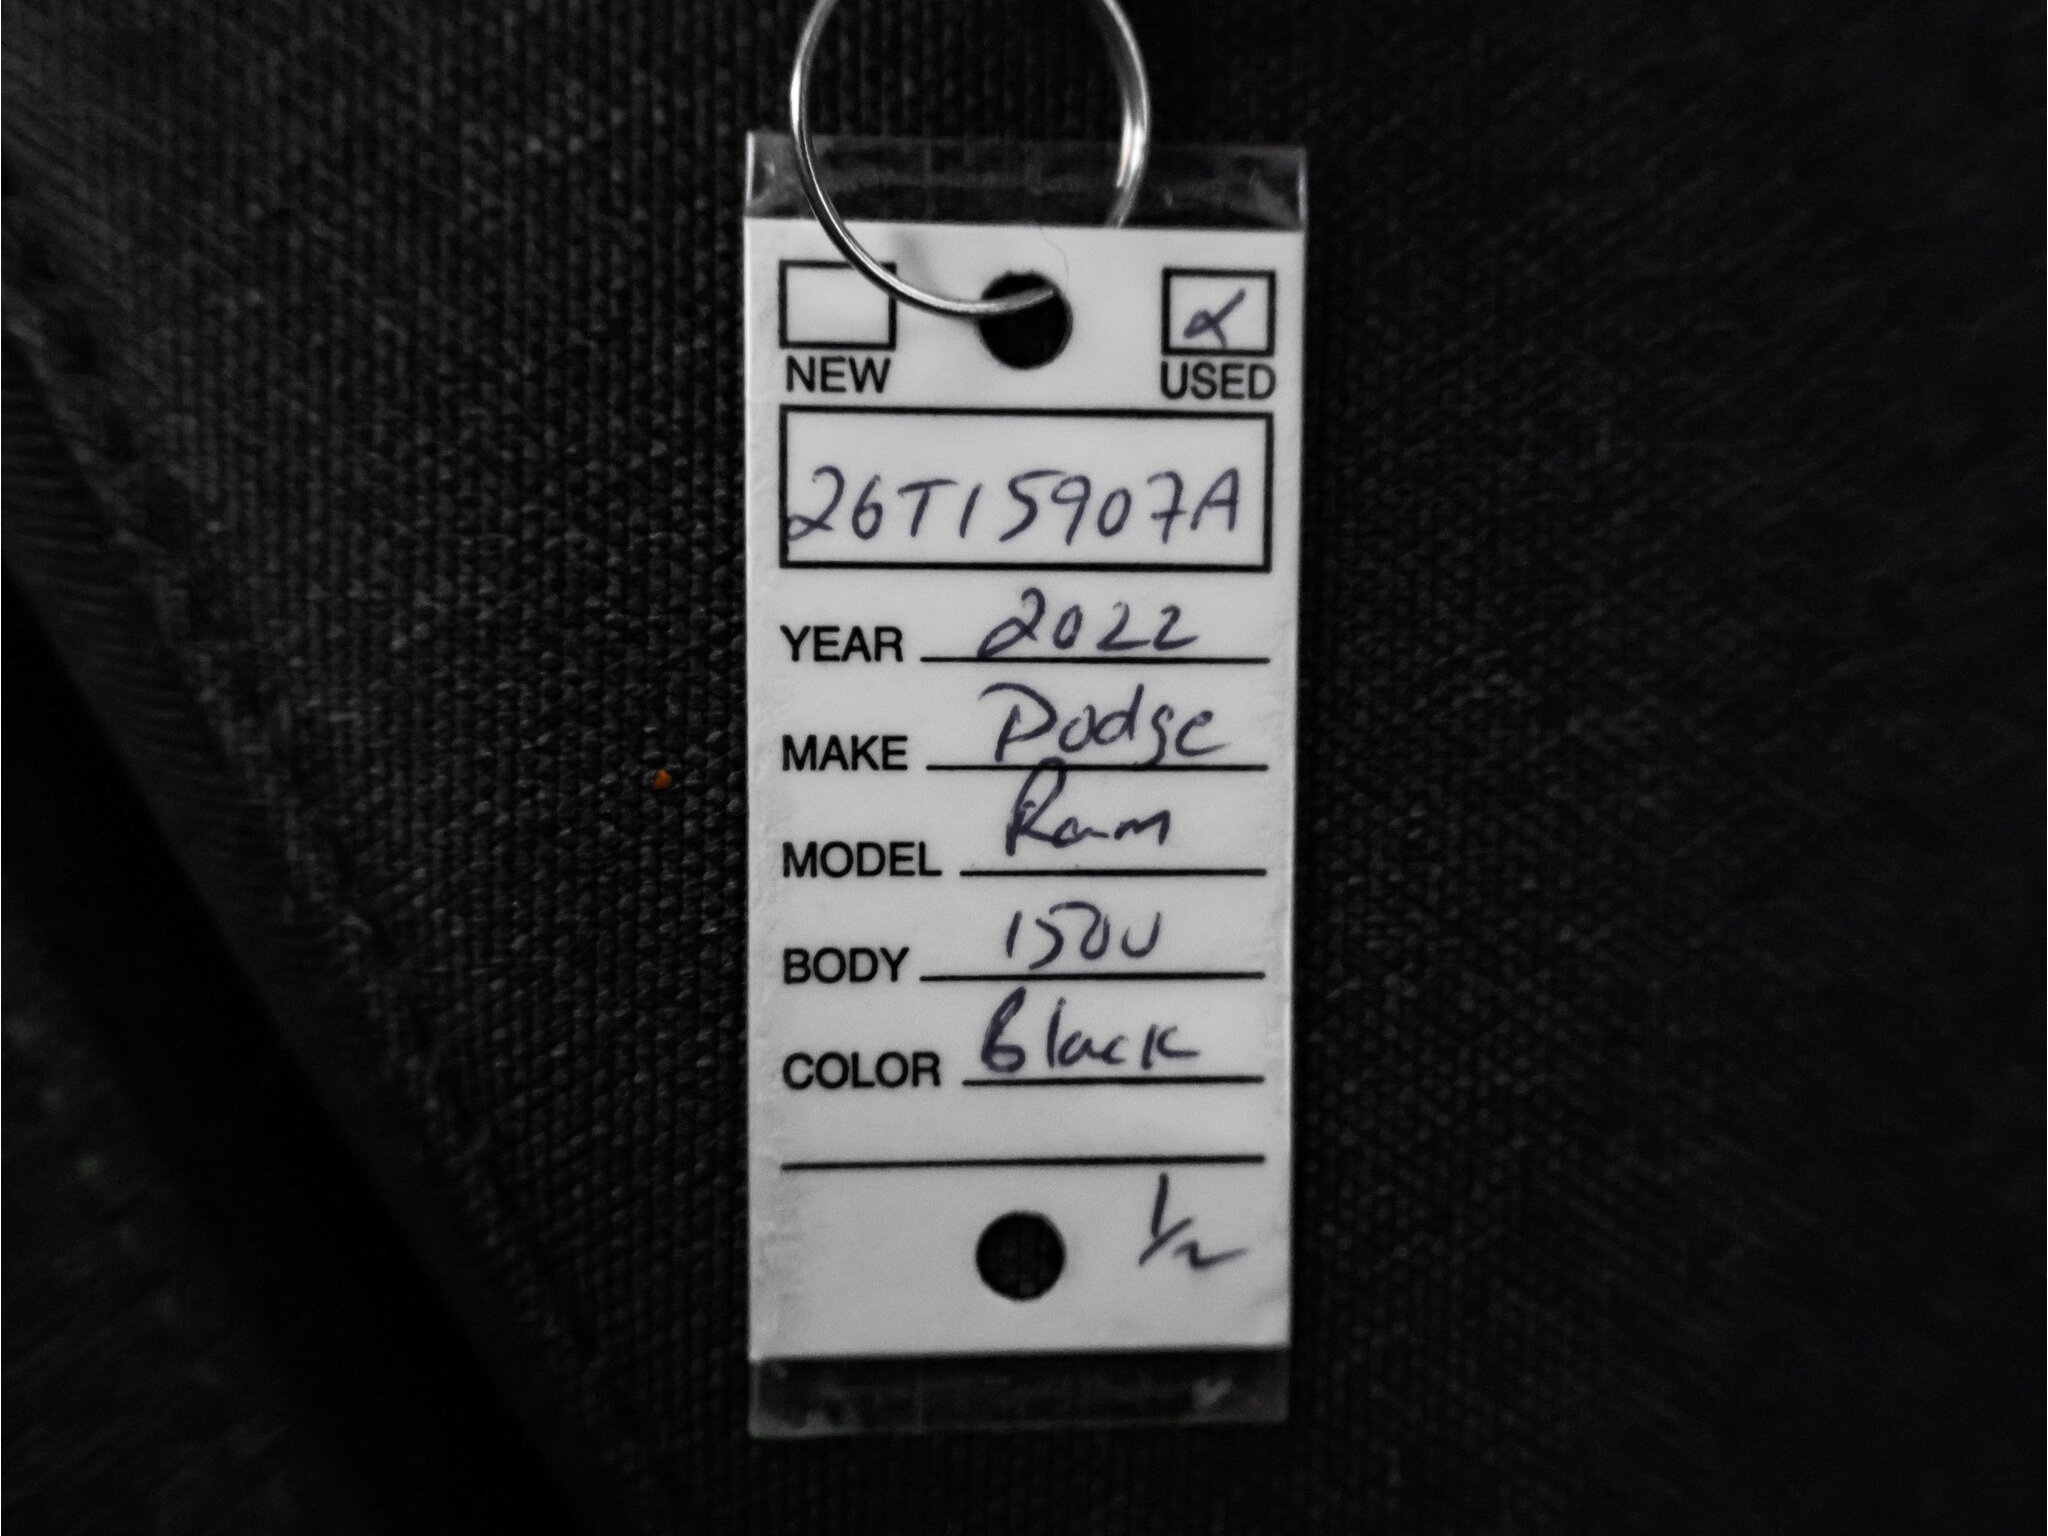 NEW USED
26T15907A
YEAR 2022
MAKE Dodge
MODEL Ram
BODY 1500
COLOR Black
1/2